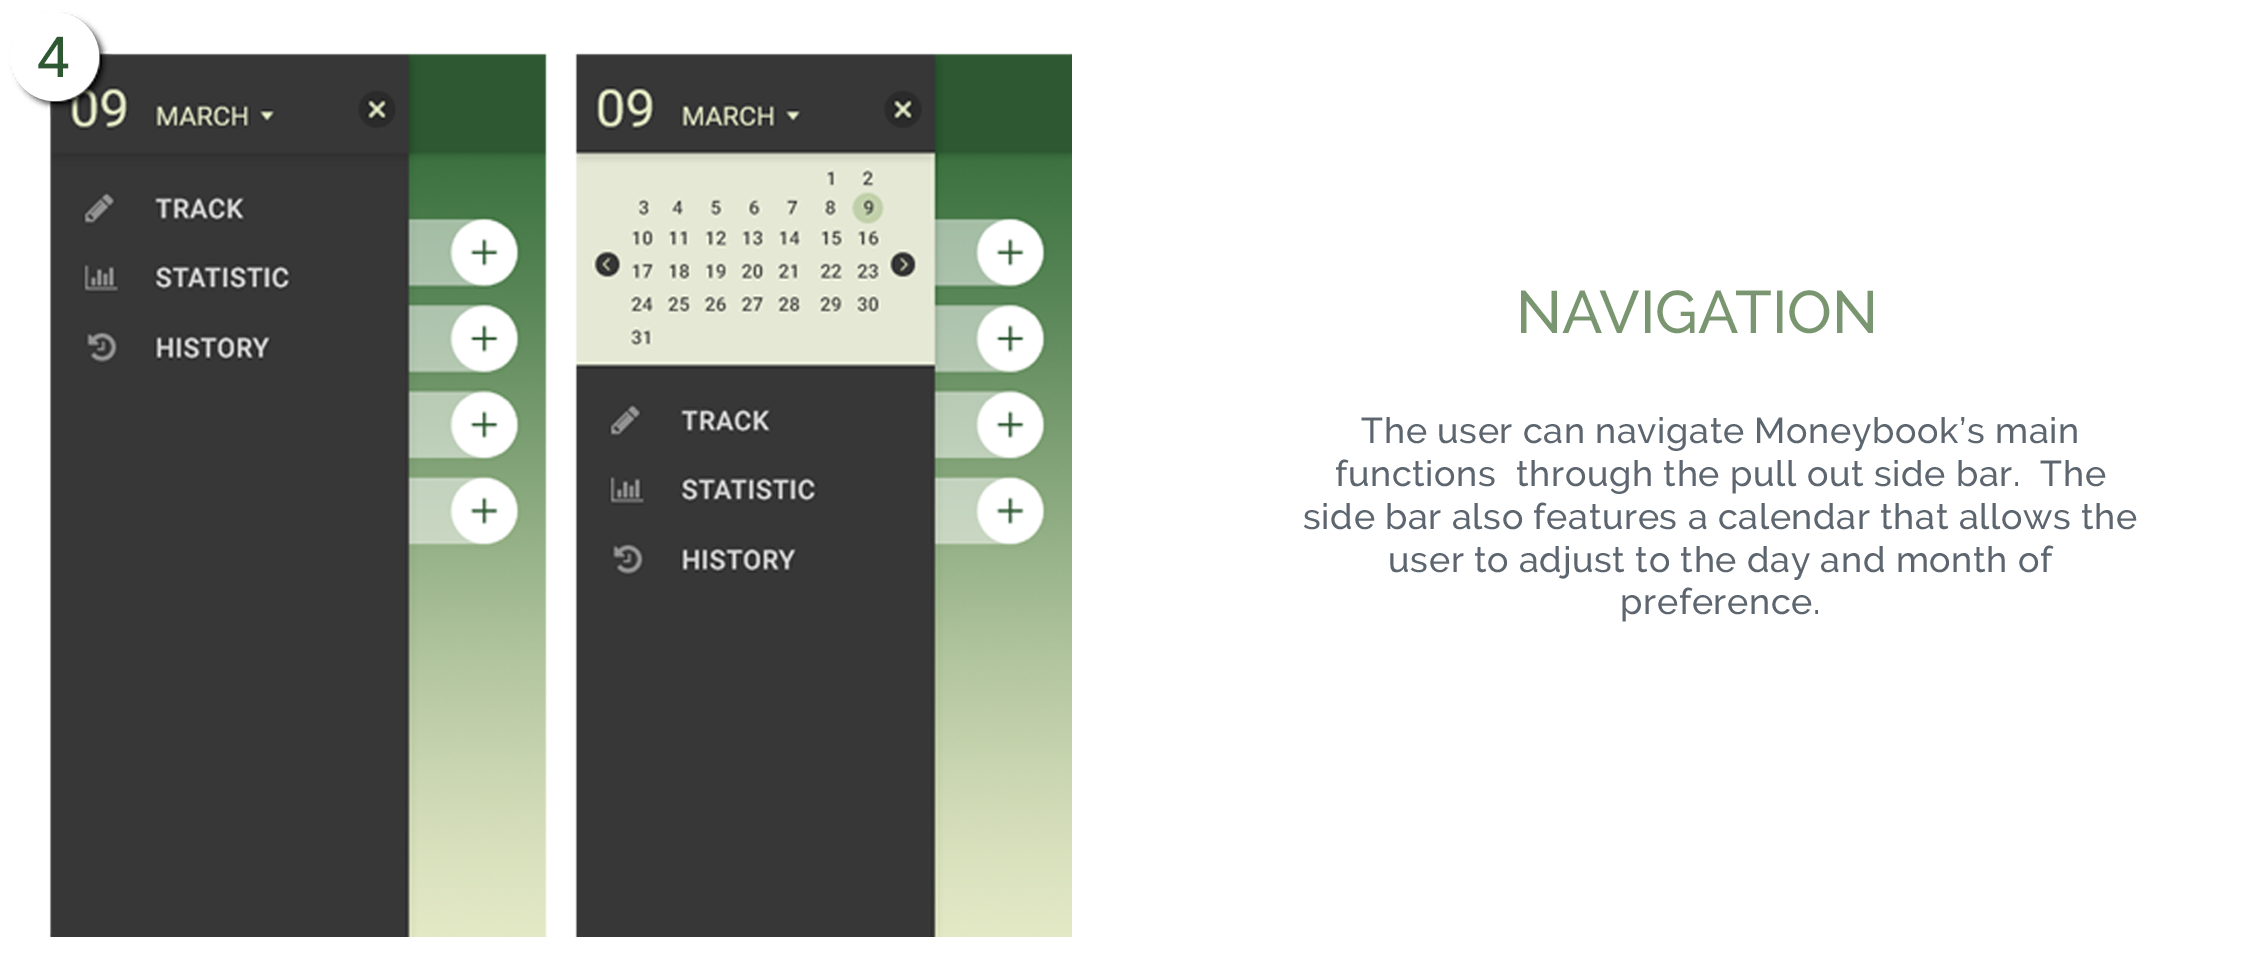 4
09 MARCH
TRACK
STATISTIC
HISTORY
09 MARCH
1 2
3 4 5 6 7 8 9
10 11 12 13 14 15 16
17 18 19 20 21 22 23
24 25 26 27 28 29 30
31
TRACK
STATISTIC
HISTORY
NAVIGATION
The user can navigate Moneybook’s main
functions  through the pull out side bar.  The
side bar also features a calendar that allows the
user to adjust to the day and month of
preference.